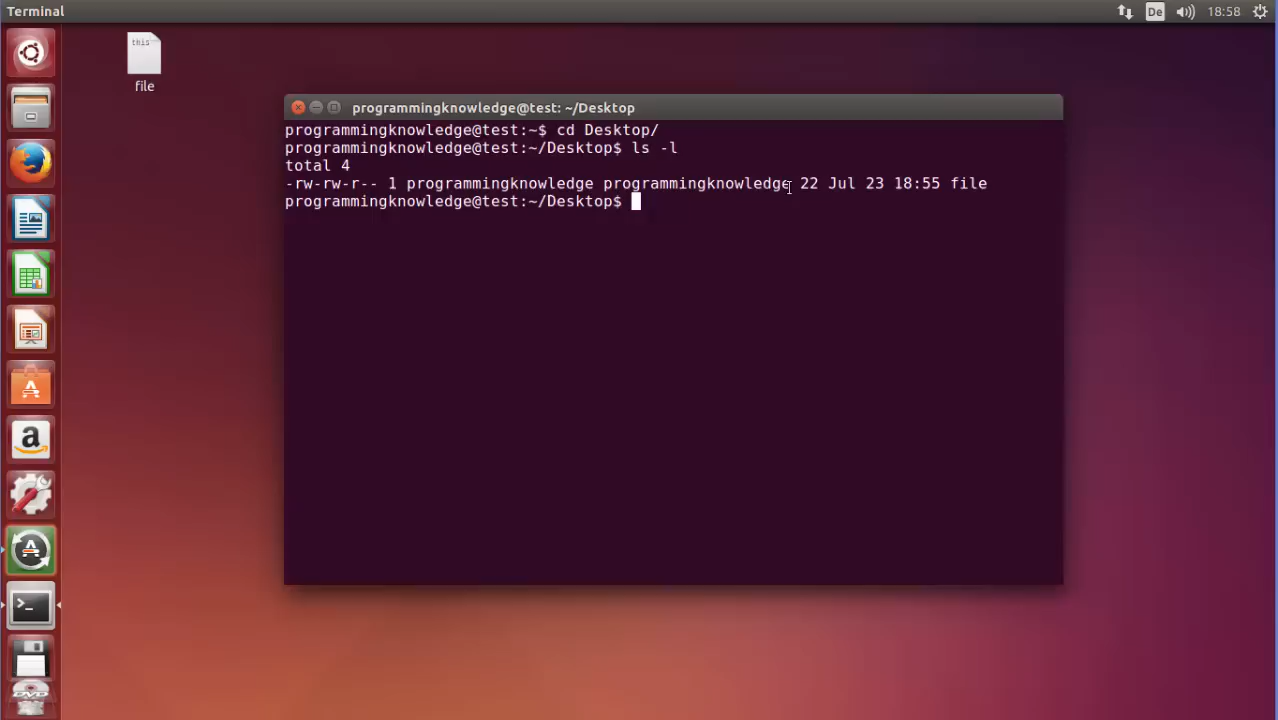 Terminal
De
18:58
this
file
programmingknowledge@test: ~/Desktop
programmingknowledge@test:~$ cd Desktop/
programmingknowledge@test:~/Desktop$ ls -l
total 4
-rw-rw-r-- 1 programmingknowledge programmingknowledge 22 Jul 23 18:55 file
programmingknowledge@test:~/Desktop$